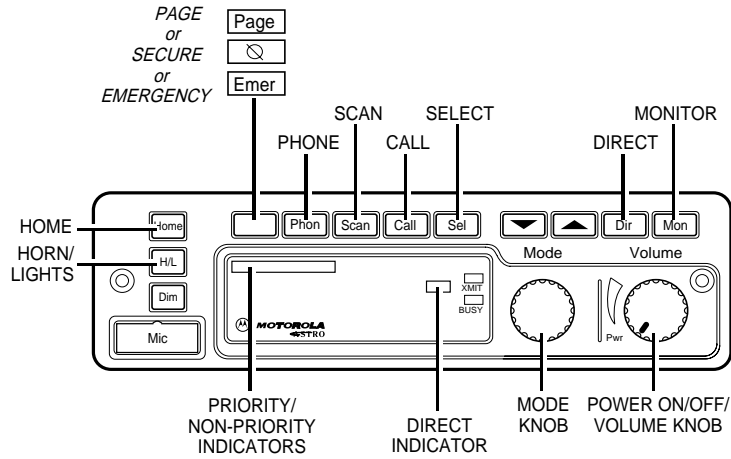 PAGE
or
SECURE
or
EMERGENCY
Page
Emer
SCAN
SELECT
MONITOR
PHONE
CALL
DIRECT
HOME
HORN/
LIGHTS
Home
Phon
Scan
Call
Sel
Dir
Mon
H/L
Dim
Mic
Mode
Volume
XMIT
BUSY
MOTOROLA
ASTRO
Pwr
PRIORITY/
NON-PRIORITY
INDICATORS
DIRECT
INDICATOR
MODE
KNOB
POWER ON/OFF/
VOLUME KNOB